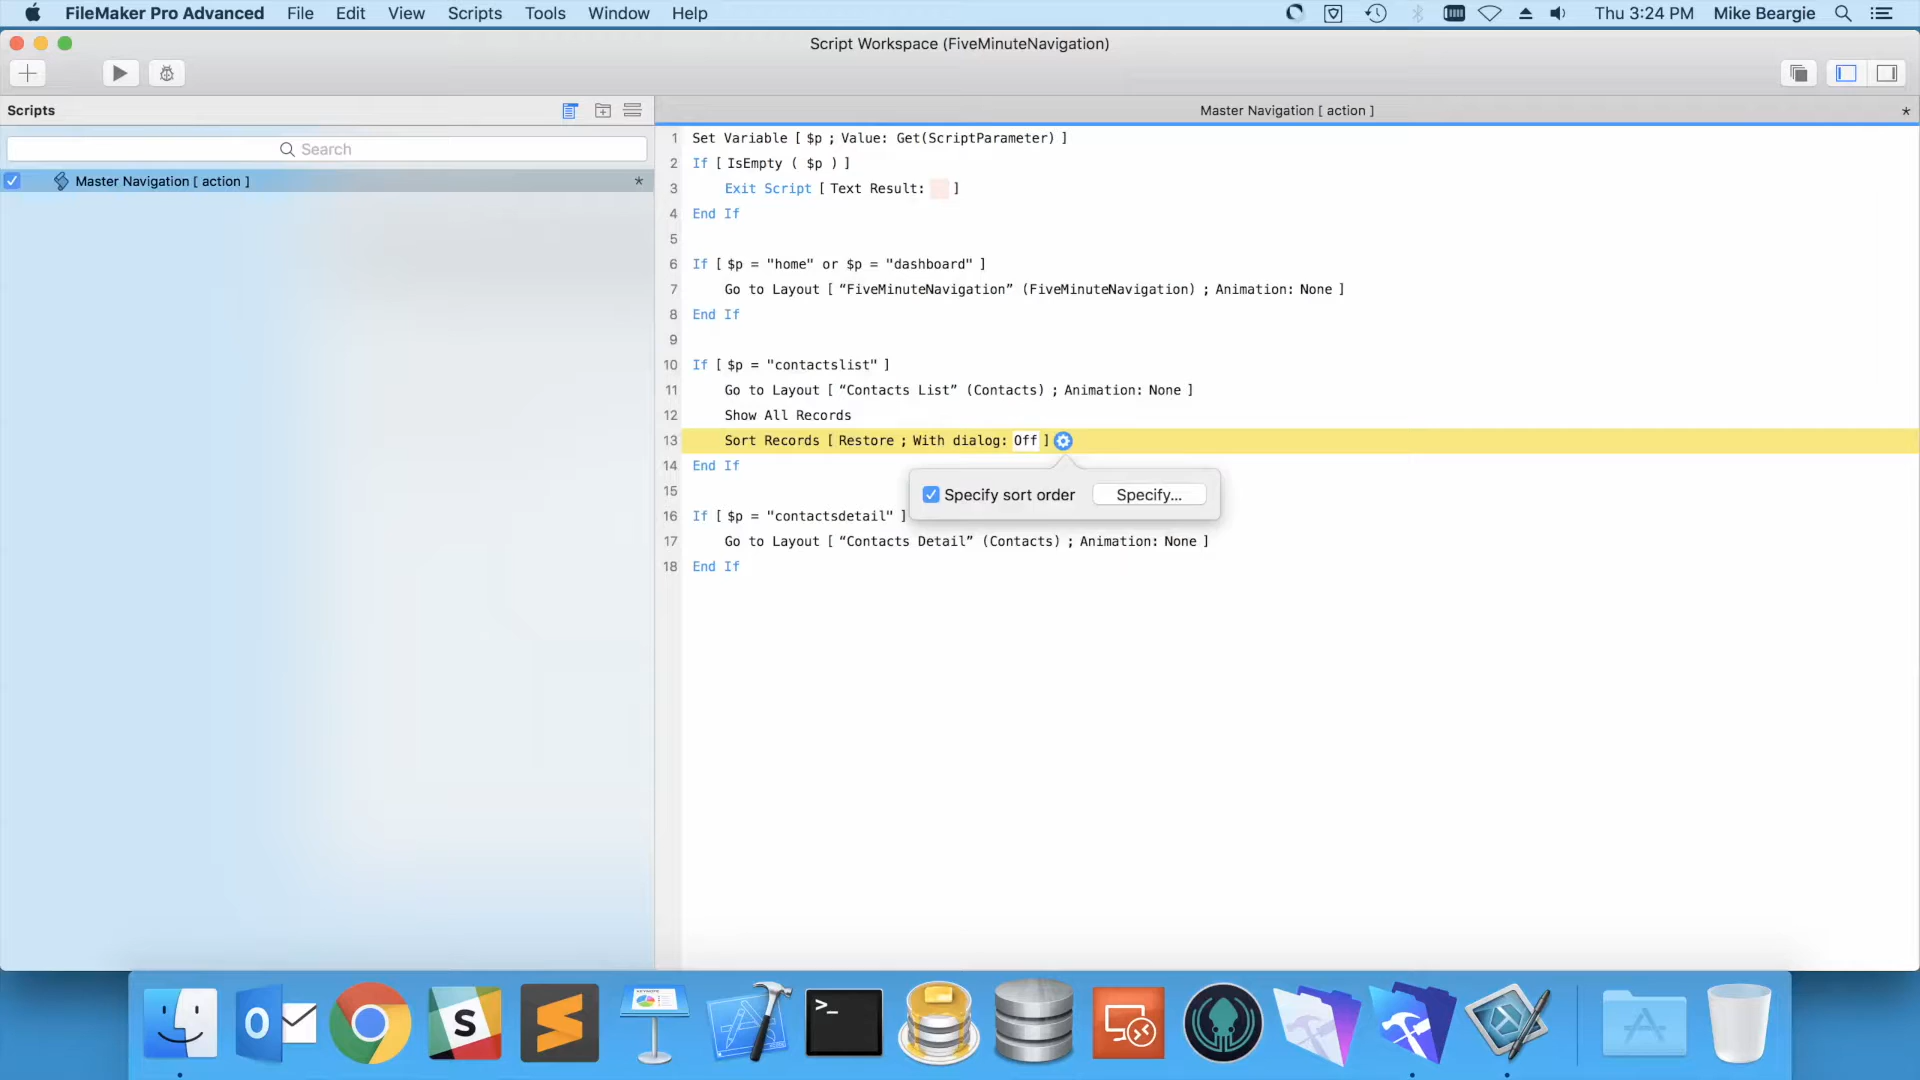 FileMaker Pro Advanced File Edit View Scripts Tools Window Help Thu 3:24 PM Mike Beargie
Script Workspace (FiveMinuteNavigation)
Scripts
Master Navigation [ action ] *
Search
Master Navigation [ action ] *
1 Set Variable [ $p ; Value: Get(ScriptParameter) ]
2 If [ IsEmpty ( $p ) ]
3 Exit Script [ Text Result: ]
4 End If
5
6 If [ $p = "home" or $p = "dashboard" ]
7 Go to Layout [ “FiveMinuteNavigation” (FiveMinuteNavigation) ; Animation: None ]
8 End If
9
10 If [ $p = "contactslist" ]
11 Go to Layout [ “Contacts List” (Contacts) ; Animation: None ]
12 Show All Records
13 Sort Records [ Restore ; With dialog: Off ]
14 End If
Specify sort order Specify...
15
16 If [ $p = "contactsdetail" ]
17 Go to Layout [ “Contacts Detail” (Contacts) ; Animation: None ]
18 End If
KEYNOTE
O
S
>_